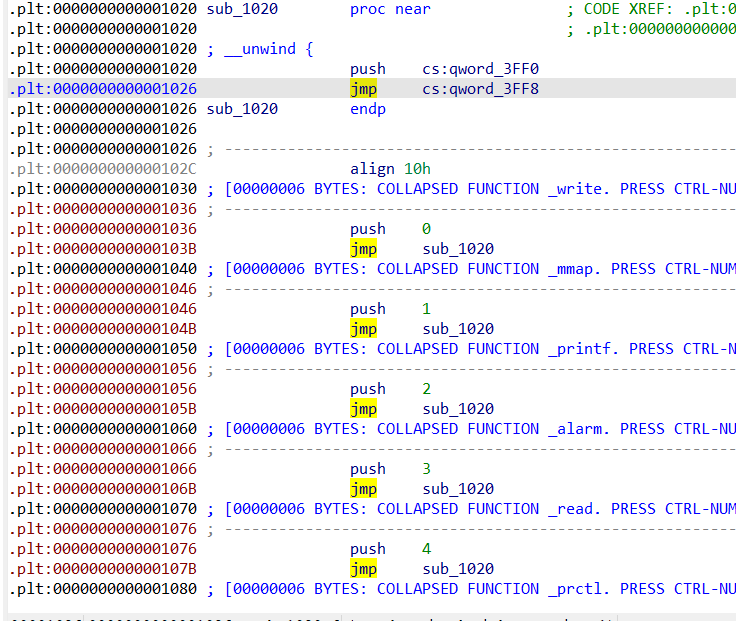 .plt:0000000000001020 sub_1020 proc near ; CODE XREF: .plt:0
.plt:0000000000001020 ; .plt:000000000000
.plt:0000000000001020 ; __unwind {
.plt:0000000000001020 push cs:qword_3FF0
.plt:0000000000001026 jmp cs:qword_3FF8
.plt:0000000000001026 sub_1020 endp
.plt:0000000000001026
.plt:0000000000001026 ; ---------------------------------------------------------------
.plt:000000000000102C align 10h
.plt:0000000000001030 ; [00000006 BYTES: COLLAPSED FUNCTION _write. PRESS CTRL-NU
.plt:0000000000001036 ; ---------------------------------------------------------------
.plt:0000000000001036 push 0
.plt:000000000000103B jmp sub_1020
.plt:0000000000001040 ; [00000006 BYTES: COLLAPSED FUNCTION _mmap. PRESS CTRL-NUM
.plt:0000000000001046 ; ---------------------------------------------------------------
.plt:0000000000001046 push 1
.plt:000000000000104B jmp sub_1020
.plt:0000000000001050 ; [00000006 BYTES: COLLAPSED FUNCTION _printf. PRESS CTRL-N
.plt:0000000000001056 ; ---------------------------------------------------------------
.plt:0000000000001056 push 2
.plt:000000000000105B jmp sub_1020
.plt:0000000000001060 ; [00000006 BYTES: COLLAPSED FUNCTION _alarm. PRESS CTRL-NU
.plt:0000000000001066 ; ---------------------------------------------------------------
.plt:0000000000001066 push 3
.plt:000000000000106B jmp sub_1020
.plt:0000000000001070 ; [00000006 BYTES: COLLAPSED FUNCTION _read. PRESS CTRL-NUM
.plt:0000000000001076 ; ---------------------------------------------------------------
.plt:0000000000001076 push 4
.plt:000000000000107B jmp sub_1020
.plt:0000000000001080 ; [00000006 BYTES: COLLAPSED FUNCTION _prctl. PRESS CTRL-NU